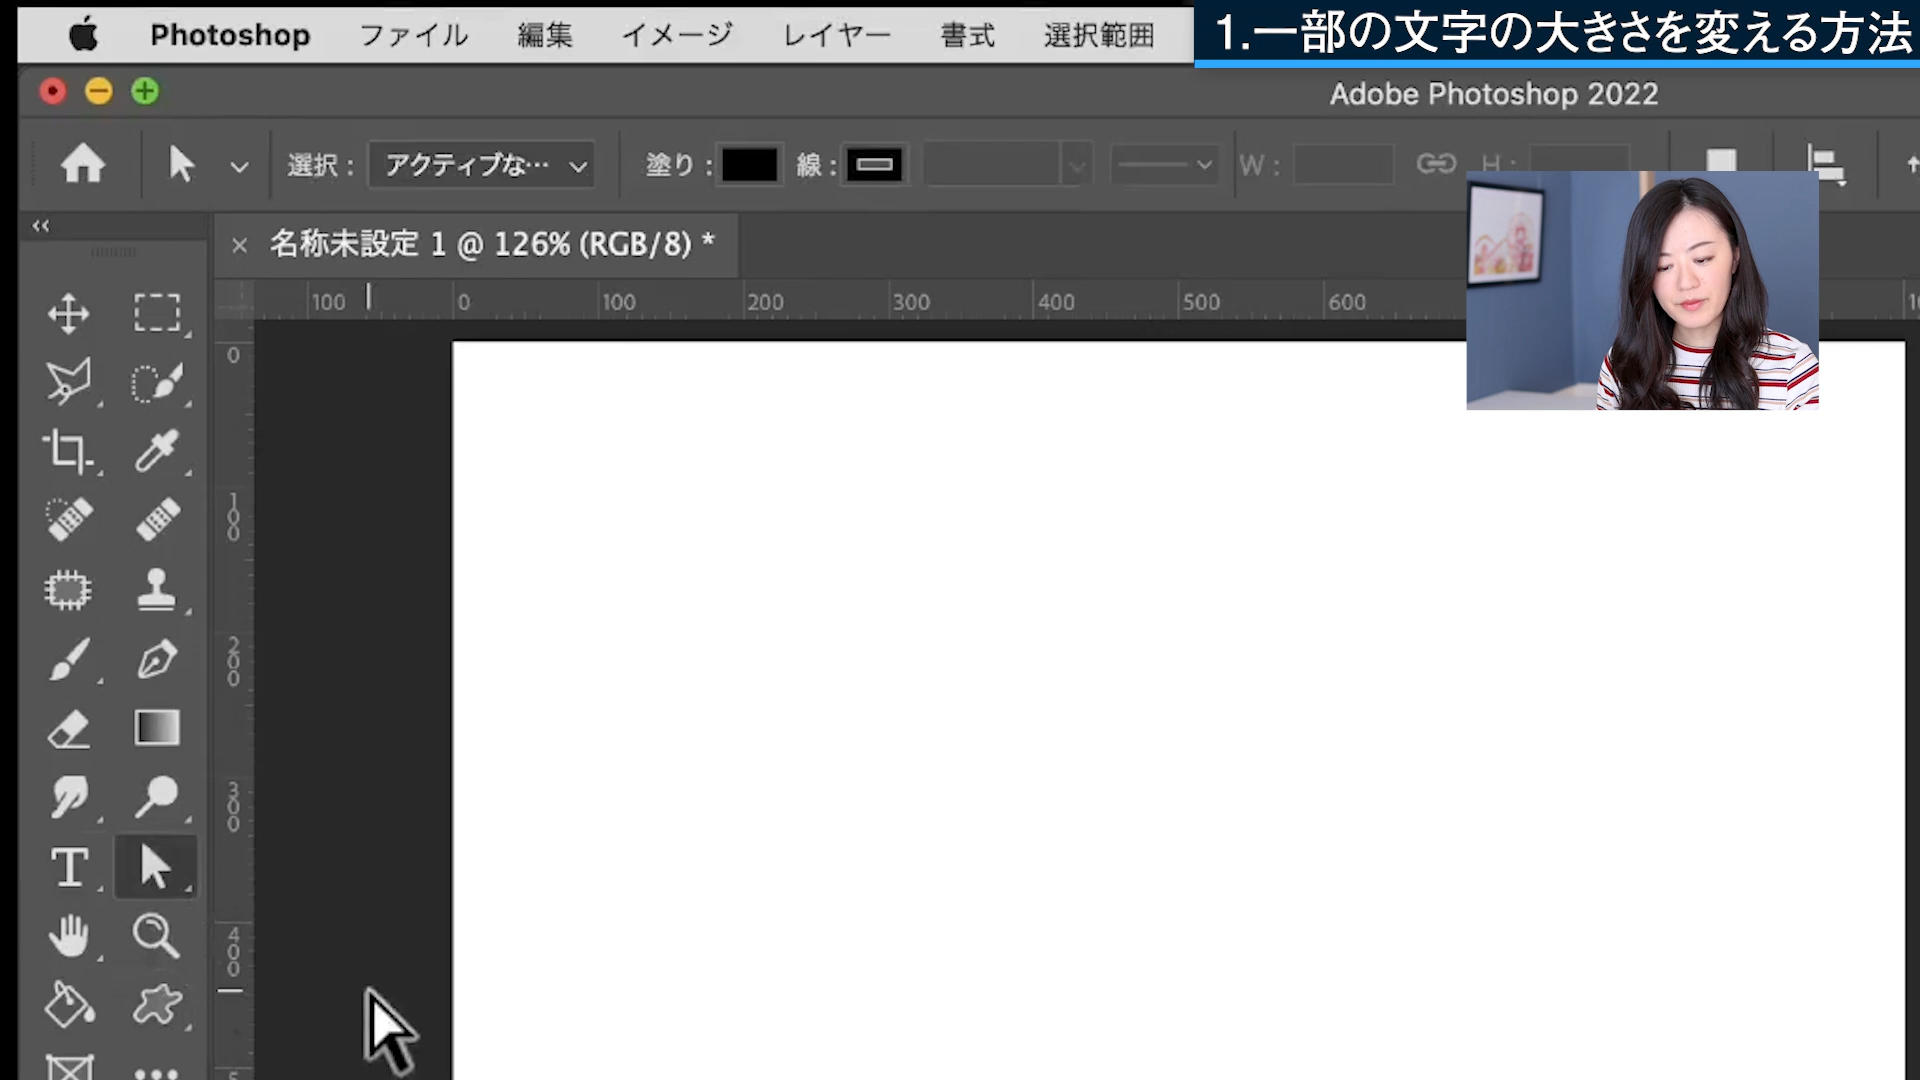 Photoshop ファイル 編集 イメージ レイヤー 書式 選択範囲
1.一部の文字の大きさを変える方法
Adobe Photoshop 2022
選択： アクティブな… 塗り： 線： W： H：
名称未設定 1 @ 126% (RGB/8) *
100 0 100 200 300 400 500 600
0
100
200
300
T
400
5